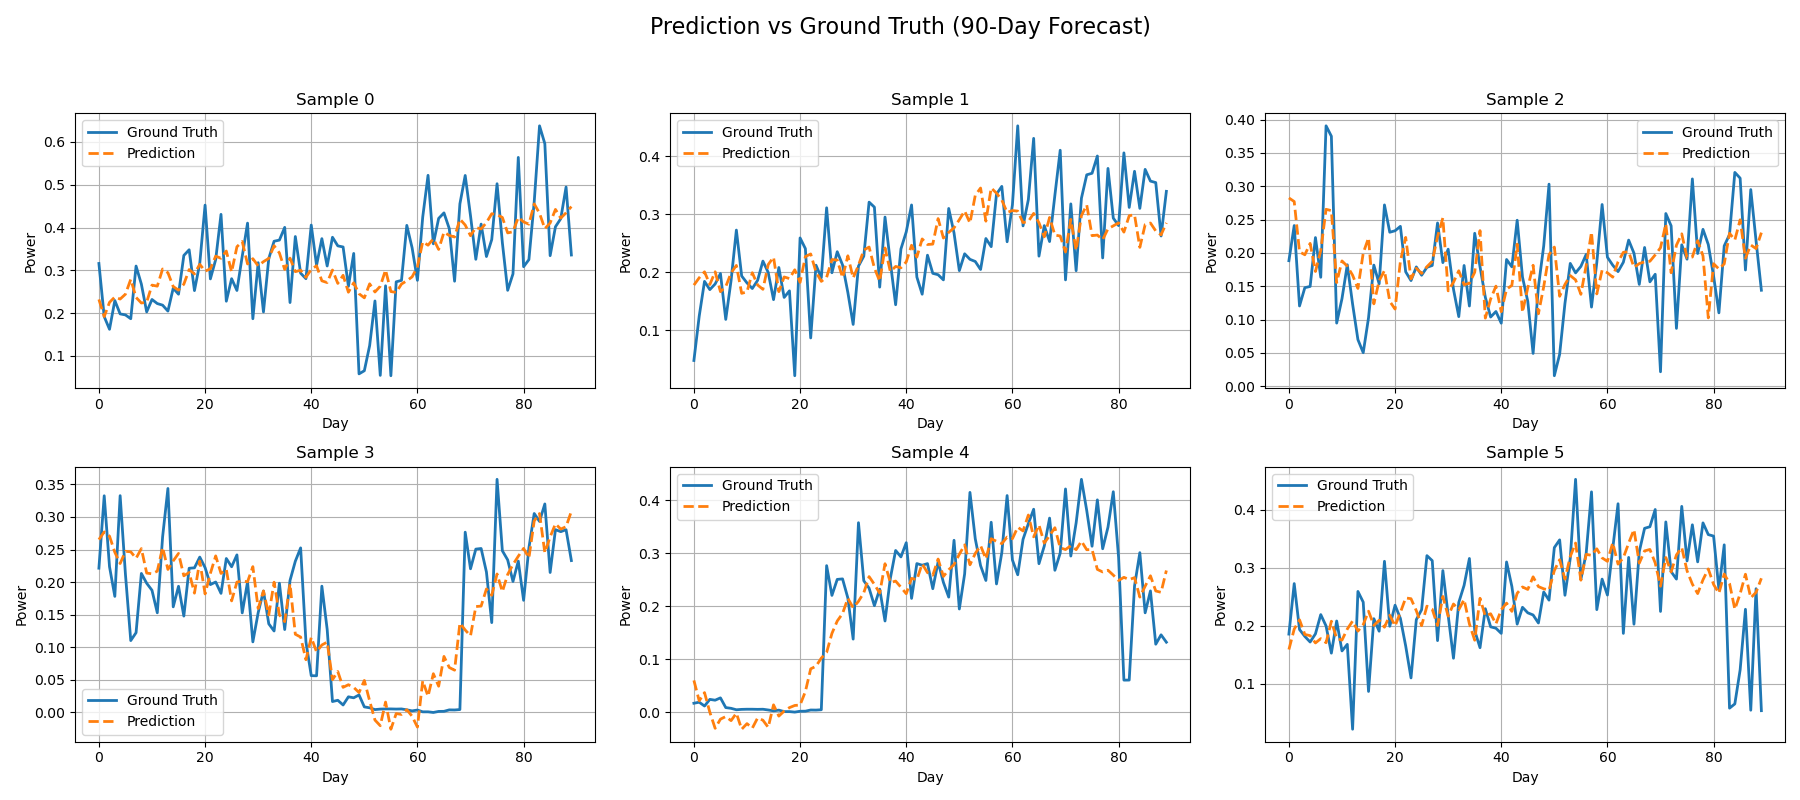 Prediction vs Ground Truth (90-Day Forecast)
Sample 0
Ground Truth
Prediction
Power
0.6
0.5
0.4
0.3
0.2
0.1
0 20 40 60 80
Day
Sample 1
Ground Truth
Prediction
Power
0.4
0.3
0.2
0.1
0 20 40 60 80
Day
Sample 2
Ground Truth
Prediction
Power
0.40
0.35
0.30
0.25
0.20
0.15
0.10
0.05
0.00
0 20 40 60 80
Day
Sample 3
Power
0.35
0.30
0.25
0.20
0.15
0.10
0.05
0.00
Ground Truth
Prediction
0 20 40 60 80
Day
Sample 4
Ground Truth
Prediction
Power
0.4
0.3
0.2
0.1
0.0
0 20 40 60 80
Day
Sample 5
Ground Truth
Prediction
Power
0.4
0.3
0.2
0.1
0 20 40 60 80
Day